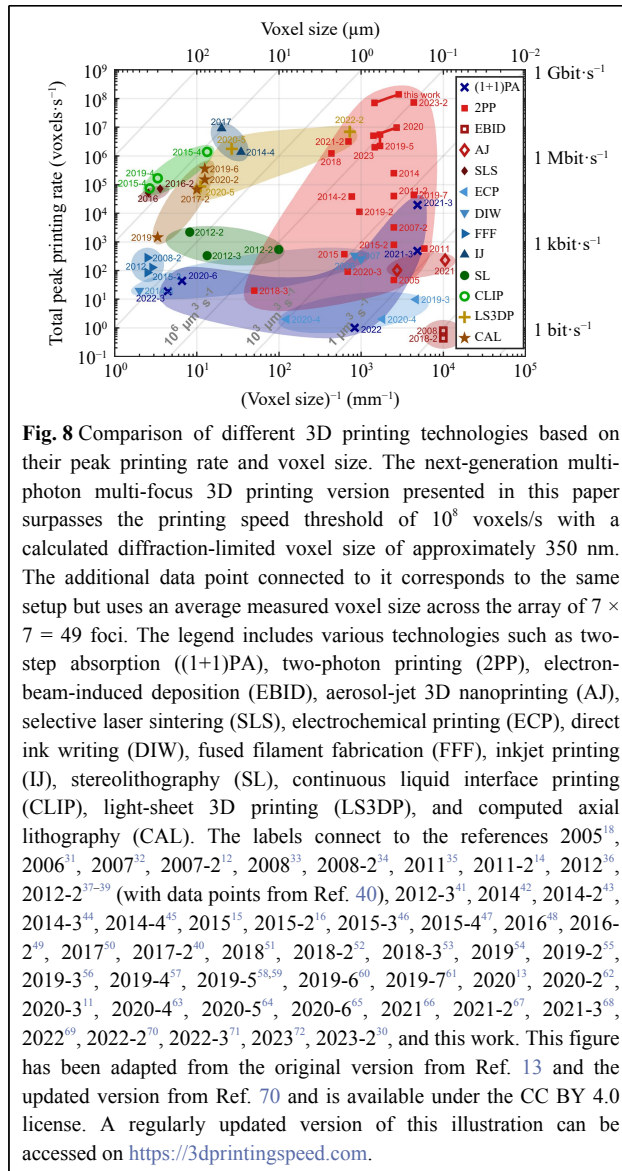 Voxel size (µm)
10² 10¹ 10⁰ 10⁻¹ 10⁻²
Total peak printing rate (voxels·s⁻¹)
10⁹
10⁸
10⁷
10⁶
10⁵
10⁴
10³
10²
10¹
10⁰
10⁻¹
1 Gbit·s⁻¹
1 Mbit·s⁻¹
1 kbit·s⁻¹
1 bit·s⁻¹
(1+1)PA
2PP
EBID
AJ
SLS
ECP
DIW
FFF
IJ
SL
CLIP
LS3DP
CAL
this work
2023-2
2017
2022-2
2020
2020-5
2021-2
2015-4
2014-4
2018
2023
2019-5
2019-4
2019-6
2014
2015-4
2016-2
2020-2
2016
2017-2
2020-5
2014-2
2011-2
2019-7
2021-3
2019-2
2019
2012-2
2007-2
2008-2
2012-3
2012-2
2015
2015-2
2021-3
2011
2012
2015-3
2020-3
2005
2021
2020-6
2022-3
2018-3
2019-3
2020-4
2022
2020-4
2008
2018-2
10⁶ µm³ s⁻¹
10³ µm³ s⁻¹
1 µm³ s⁻¹
10⁰ 10¹ 10² 10³ 10⁴ 10⁵
(Voxel size)⁻¹ (mm⁻¹)
Fig. 8 Comparison of different 3D printing technologies based on
their peak printing rate and voxel size. The next-generation multi-
photon multi-focus 3D printing version presented in this paper
surpasses the printing speed threshold of 10⁸ voxels/s with a
calculated diffraction-limited voxel size of approximately 350 nm.
The additional data point connected to it corresponds to the same
setup but uses an average measured voxel size across the array of 7 ×
7 = 49 foci. The legend includes various technologies such as two-
step absorption ((1+1)PA), two-photon printing (2PP), electron-
beam-induced deposition (EBID), aerosol-jet 3D nanoprinting (AJ),
selective laser sintering (SLS), electrochemical printing (ECP), direct
ink writing (DIW), fused filament fabrication (FFF), inkjet printing
(IJ), stereolithography (SL), continuous liquid interface printing
(CLIP), light-sheet 3D printing (LS3DP), and computed axial
lithography (CAL). The labels connect to the references 2005¹⁸,
2006³¹, 2007³², 2007-2¹², 2008³³, 2008-2³⁴, 2011³⁵, 2011-2¹⁴, 2012³⁶,
2012-2³⁷⁻³⁹ (with data points from Ref. 40), 2012-3⁴¹, 2014⁴², 2014-2⁴³,
2014-3⁴⁴, 2014-4⁴⁵, 2015¹⁵, 2015-2¹⁶, 2015-3⁴⁶, 2015-4⁴⁷, 2016⁴⁸, 2016-
2⁴⁹, 2017⁵⁰, 2017-2⁴⁰, 2018⁵¹, 2018-2⁵², 2018-3⁵³, 2019⁵⁴, 2019-2⁵⁵,
2019-3⁵⁶, 2019-4⁵⁷, 2019-5⁵⁸,⁵⁹, 2019-6⁶⁰, 2019-7⁶¹, 2020¹³, 2020-2⁶²,
2020-3¹¹, 2020-4⁶³, 2020-5⁶⁴, 2020-6⁶⁵, 2021⁶⁶, 2021-2⁶⁷, 2021-3⁶⁸,
2022⁶⁹, 2022-2⁷⁰, 2022-3⁷¹, 2023⁷², 2023-2³⁰, and this work. This figure
has been adapted from the original version from Ref. 13 and the
updated version from Ref. 70 and is available under the CC BY 4.0
license. A regularly updated version of this illustration can be
accessed on https://3dprintingspeed.com.